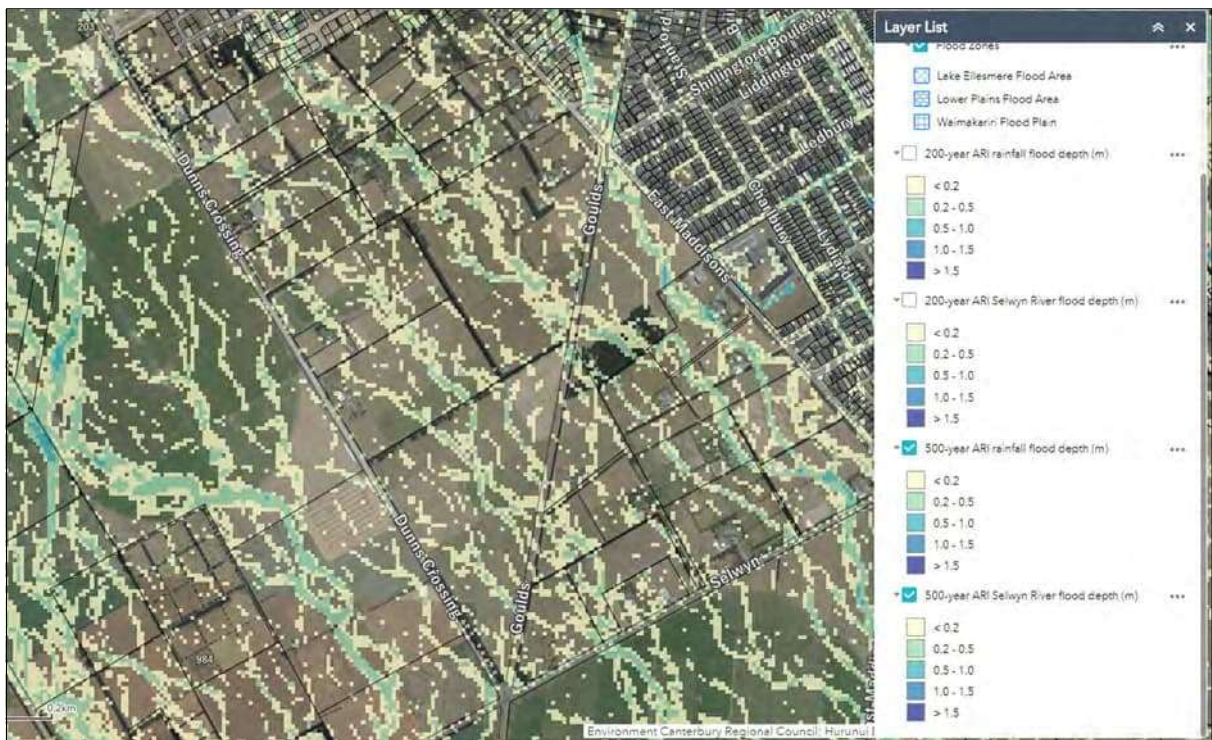 Shillingford Boulevard
Liddington
Ledbury
Dunns Crossing
Goulds
East Maddisons
Charlbury
Lydiard
Dunns Crossing
Goulds
Selwyn
984
0.2km
Environment Canterbury Regional Council: Hurunui
Layer List
Flood Zones
Lake Ellesmere Flood Area
Lower Plains Flood Area
Waimakariri Flood Plain
200-year ARI rainfall flood depth (m)
< 0.2
0.2 - 0.5
0.5 - 1.0
1.0 - 1.5
> 1.5
200-year ARI Selwyn River flood depth (m)
< 0.2
0.2 - 0.5
0.5 - 1.0
1.0 - 1.5
> 1.5
500-year ARI rainfall flood depth (m)
< 0.2
0.2 - 0.5
0.5 - 1.0
1.0 - 1.5
> 1.5
500-year ARI Selwyn River flood depth (m)
< 0.2
0.2 - 0.5
0.5 - 1.0
1.0 - 1.5
> 1.5